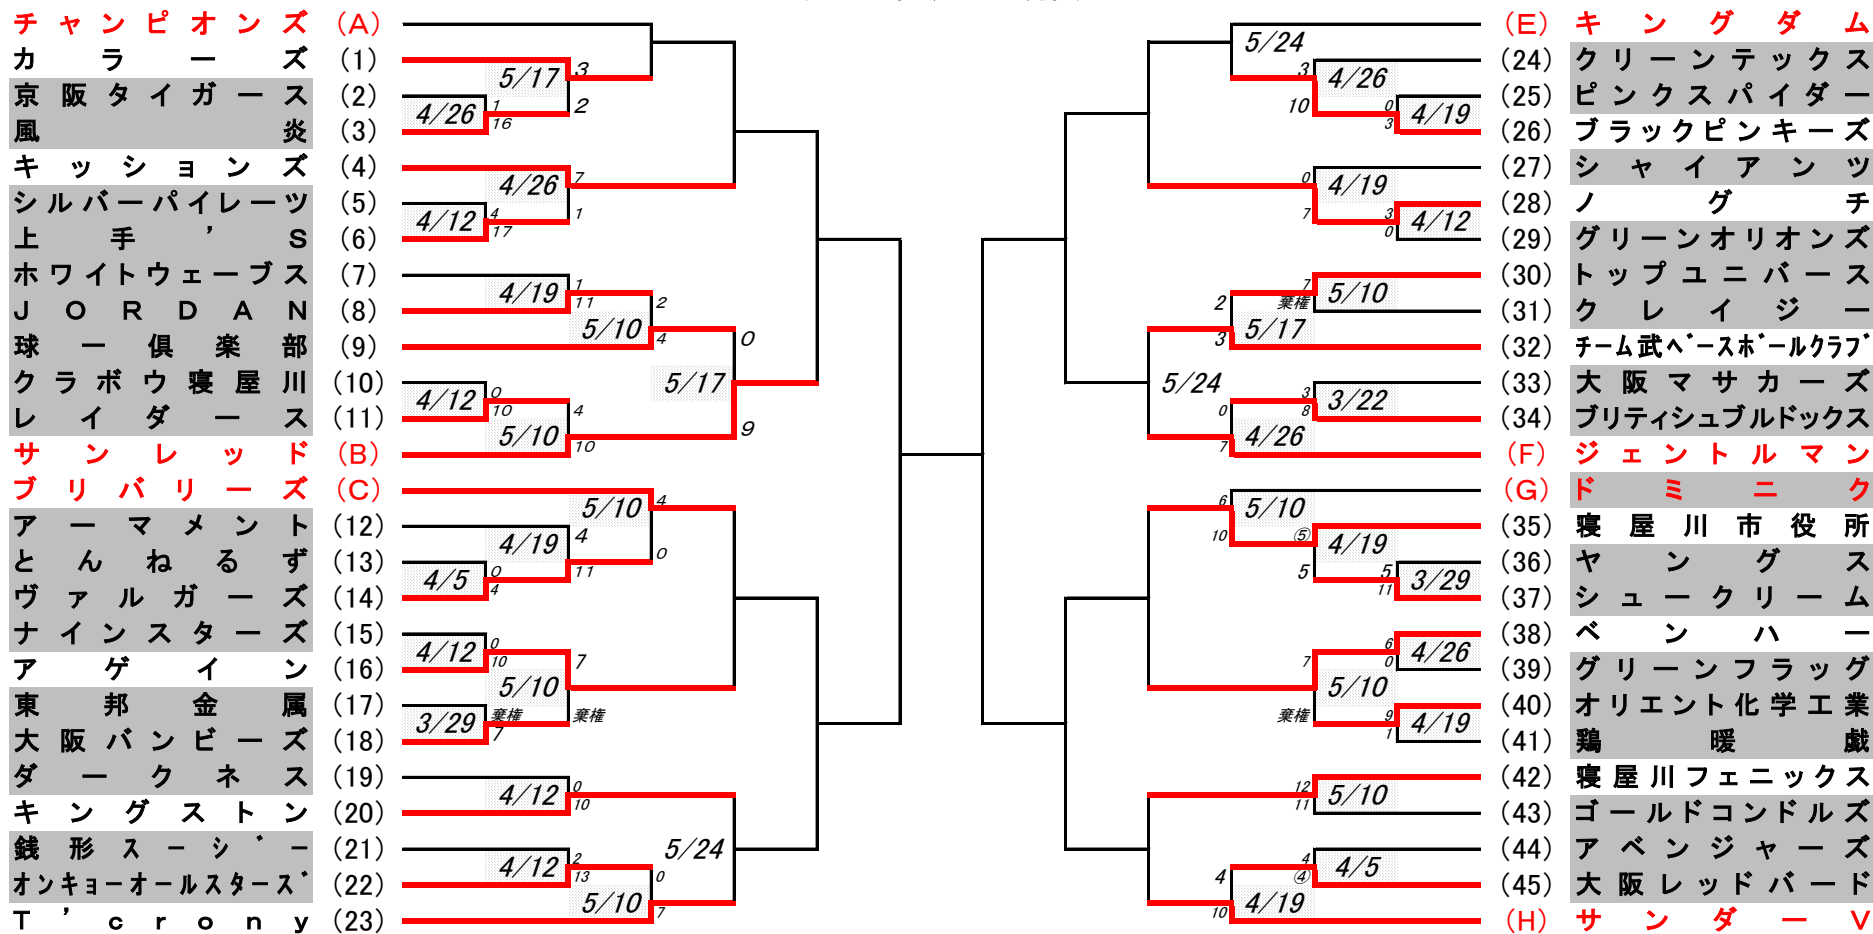 チャンピオンズ (A)
カラーズ (1)
京阪タイガース (2)
風炎 (3)
キッションズ (4)
シルバーパイレーツ (5)
上手'S (6)
ホワイトウェーブス (7)
JORDAN (8)
球一倶楽部 (9)
クラボウ寝屋川 (10)
レイダース (11)
サンレッド (B)
ブリバリーズ (C)
アーマメント (12)
とんねるず (13)
ヴァルガーズ (14)
ナインスターズ (15)
アゲイン (16)
東邦金属 (17)
大阪バンビーズ (18)
ダークネス (19)
キングストン (20)
銭形スージー (21)
オンキョーオールスターズ (22)
T'crony (23)
5/17 3
2
4/26 1
16
4/26 7
1
4/12 4
17
4/19 1
11
5/10 2
4
5/17 0
9
4/12 0
10
5/10 4
10
5/10 4
0
4/19 4
11
4/5 0
4
4/12 0
10
5/10 7
棄権
3/29 棄権
7
4/12 0
10
5/24
4/12 2
13
5/10 0
7
5/24
3 4/26
10
0 4/19
3
0 4/19
7
3 4/12
0
7 5/10
棄権
2 5/17
3
5/24
3 3/22
8
0 4/26
7
6 5/10
10
⑤ 4/19
5
5 3/29
11
6 4/26
0
7 5/10
棄権
9 4/19
1
12 5/10
11
4 4/5
④
4 4/19
10
(E) キングダム
(24) クリーンテックス
(25) ピンクスパイダー
(26) ブラックピンキーズ
(27) シャイアンツ
(28) ノグチ
(29) グリーンオリオンズ
(30) トップユニバース
(31) クレイジー
(32) チーム武ベースボールクラブ
(33) 大阪マサカーズ
(34) ブリティシュブルドックス
(F) ジェントルマン
(G) ドミニク
(35) 寝屋川市役所
(36) ヤングス
(37) シュークリーム
(38) ベンハー
(39) グリーンフラッグ
(40) オリエント化学工業
(41) 鶏暖戯
(42) 寝屋川フェニックス
(43) ゴールドコンドルズ
(44) アベンジャーズ
(45) 大阪レッドバード
(H) サンダーV